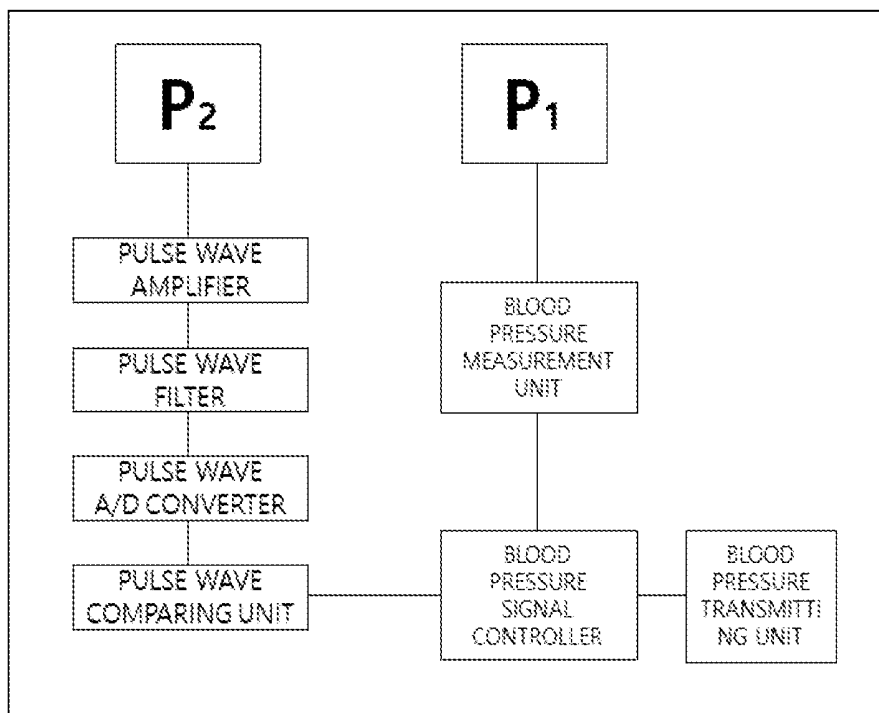 P2
PULSE WAVE
AMPLIFIER
PULSE WAVE
FILTER
PULSE WAVE
A/D CONVERTER
PULSE WAVE
COMPARING UNIT
P1
BLOOD
PRESSURE
MEASUREMENT
UNIT
BLOOD
PRESSURE
SIGNAL
CONTROLLER
BLOOD
PRESSURE
TRANSMITTI
NG UNIT